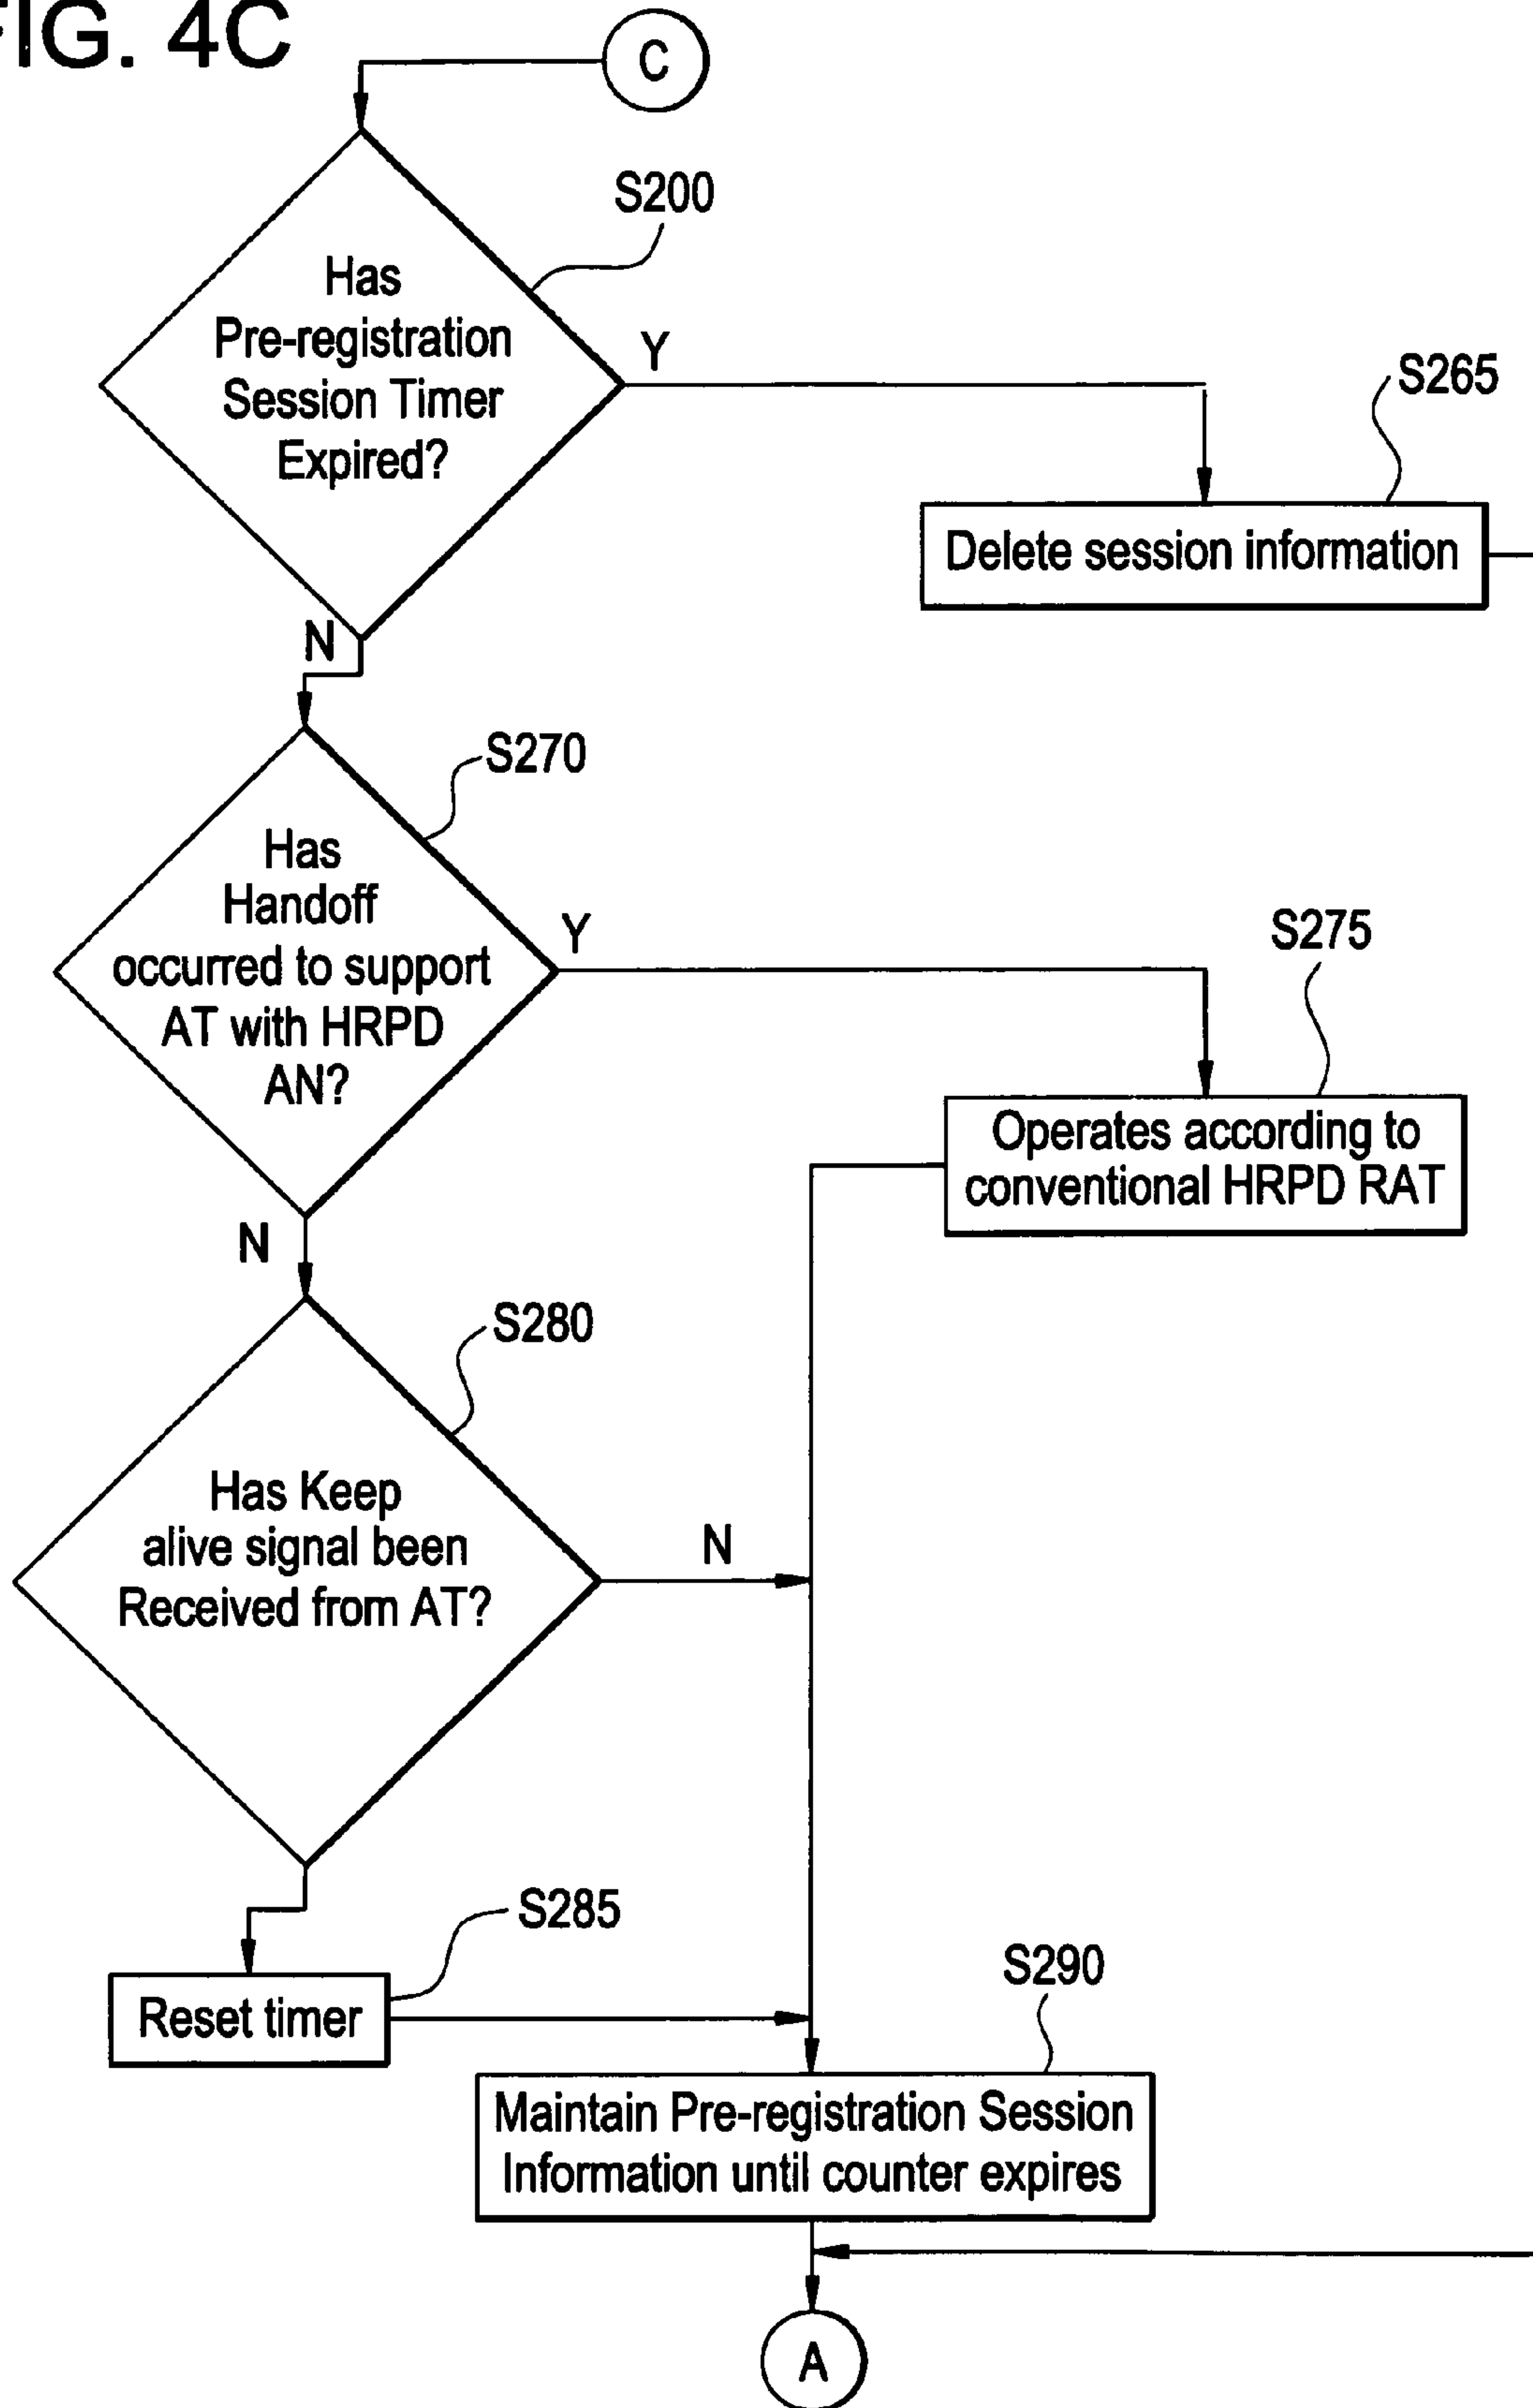 FIG. 4C
C
S200
Has
Pre-registration
Session Timer
Expired?
Y
S265
Delete session information
N
S270
Has
Handoff
occurred to support
AT with HRPD
AN?
Y
S275
Operates according to
conventional HRPD RAT
N
S280
Has Keep
alive signal been
Received from AT?
N
S285
Reset timer
S290
Maintain Pre-registration Session
Information until counter expires
A